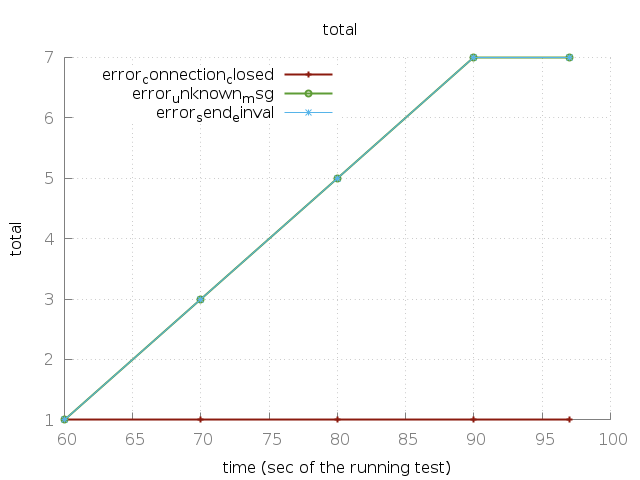 total
7
6
5
4
3
2
1
total
error_connection_closed
error_unknown_msg
error_send_einval
60 65 70 75 80 85 90 95 100
time (sec of the running test)